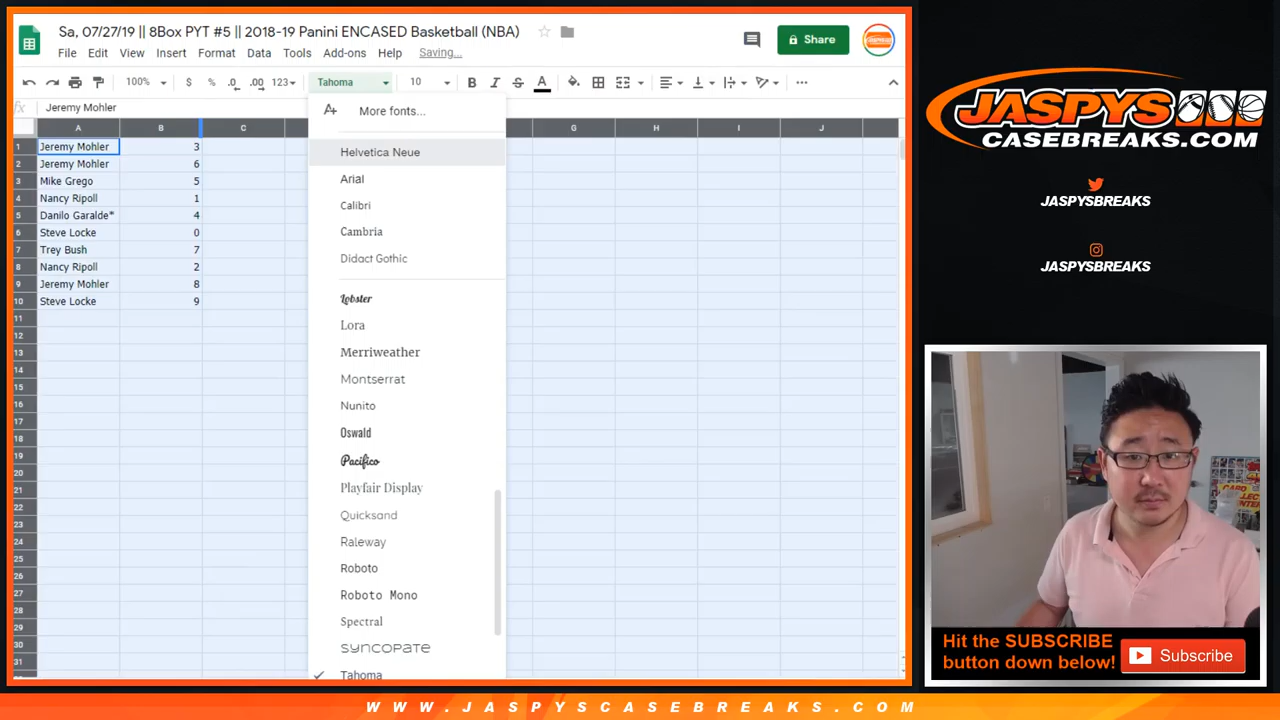 Sa, 07/27/19 || 8Box PYT #5 || 2018-19 Panini ENCASED Basketball (NBA)
File Edit View Insert Format Data Tools Add-ons Help Saving...
Share
100% $ % .0 .00 123 Tahoma 10 B I S A
fx Jeremy Mohler
A B C G H I J
1 Jeremy Mohler 3
2 Jeremy Mohler 6
3 Mike Grego 5
4 Nancy Ripoll 1
5 Danilo Garalde* 4
6 Steve Locke 0
7 Trey Bush 7
8 Nancy Ripoll 2
9 Jeremy Mohler 8
10 Steve Locke 9
11
12
13
14
15
16
17
18
19
20
21
22
23
24
25
26
27
28
29
30
31
More fonts...
Helvetica Neue
Arial
Calibri
Cambria
Didact Gothic
Lobster
Lora
Merriweather
Montserrat
Nunito
Oswald
Pacifico
Playfair Display
Quicksand
Raleway
Roboto
Roboto Mono
Spectral
Syncopate
Tahoma
JASPYS
CASEBREAKS.COM
JASPYSBREAKS
JASPYSBREAKS
Hit the SUBSCRIBE
button down below!
Subscribe
WWW.JASPYSCASEBREAKS.COM